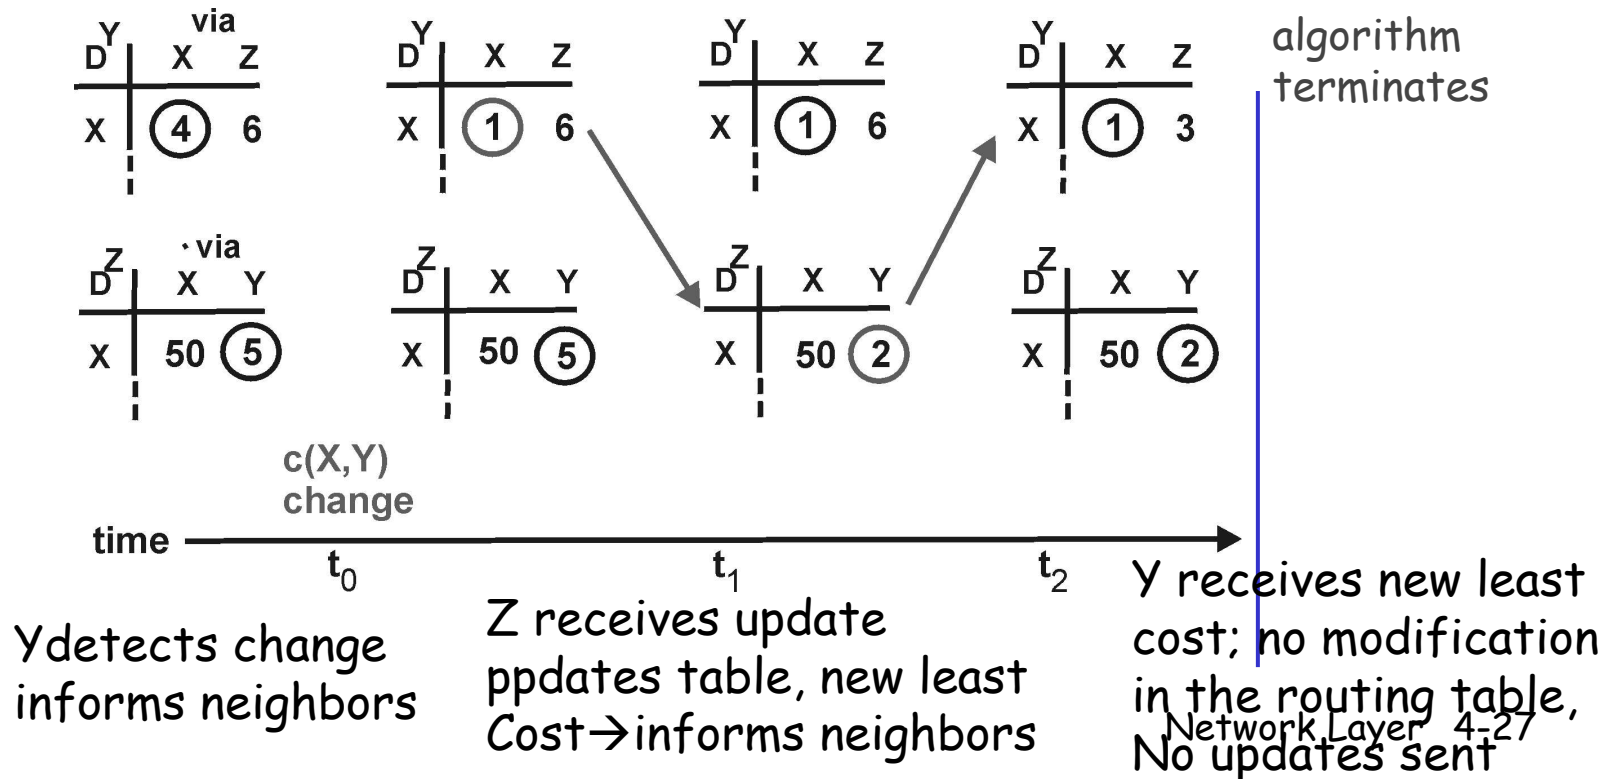 via
D Y X Z
X 4 6
D Y X Z
X 1 6
D Y X Z
X 1 6
D Y X Z
X 1 3
algorithm
terminates
via
D Z X Y
X 50 5
D Z X Y
X 50 5
D Z X Y
X 50 2
D Z X Y
X 50 2
c(X,Y)
change
time
t0
t1
t2
Ydetects change
informs neighbors
Z receives update
ppdates table, new least
Cost→informs neighbors
Y receives new least
cost; no modification
in the routing table,
No updates sent
Network Layer 4-27